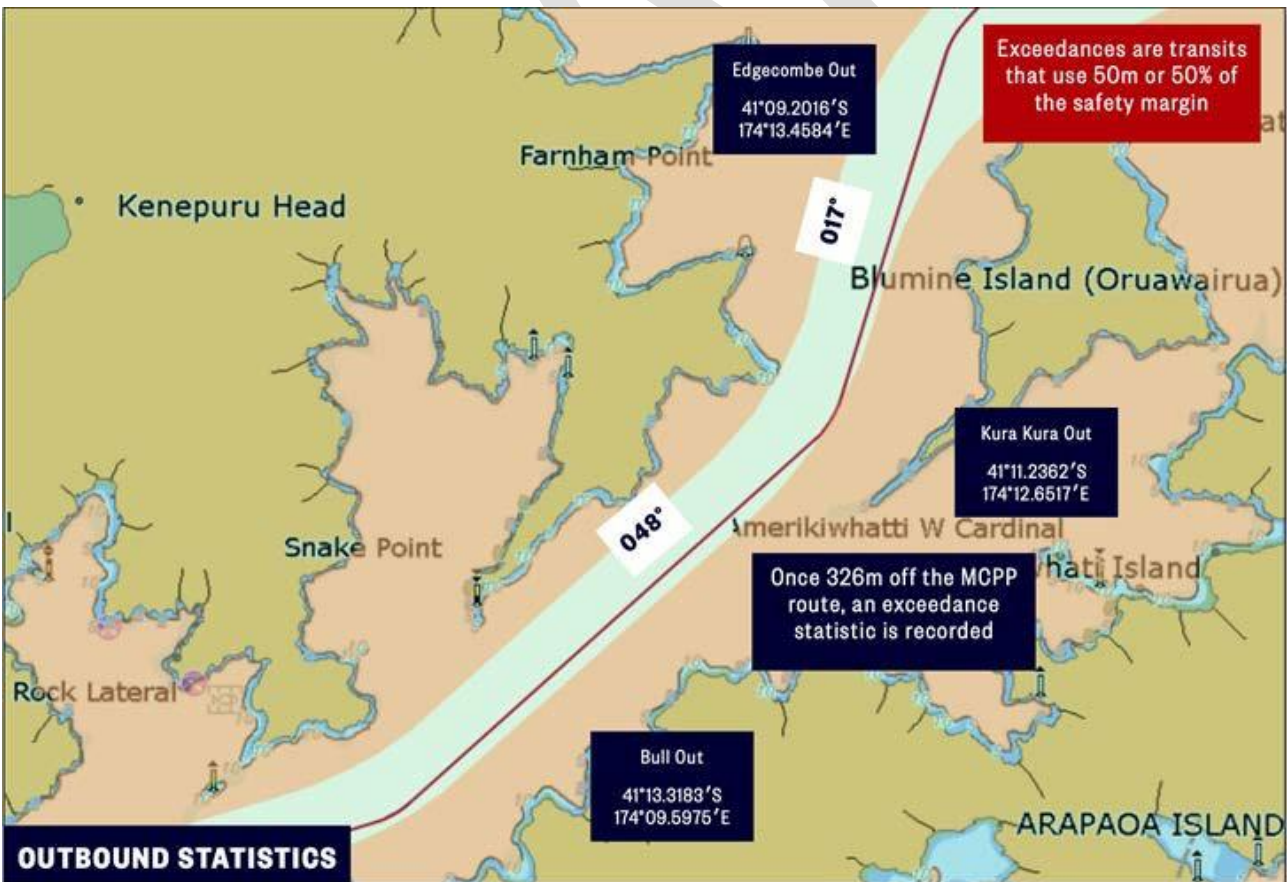 Edgecombe Out
41°09.2016'S
174°13.4584'E
Exceedances are transits
that use 50m or 50% of
the safety margin
Farnham Point
Kenepuru Head
017°
Blumine Island (Oruawairua)
Kura Kura Out
41°11.2362'S
174°12.6517'E
048°
Snake Point
Amerikiwhatti W Cardinal
Once 326m off the MCPP
route, an exceedance
statistic is recorded
Island
Rock Lateral
Bull Out
41°13.3183'S
174°09.5975'E
ARAPAOA ISLAND
OUTBOUND STATISTICS